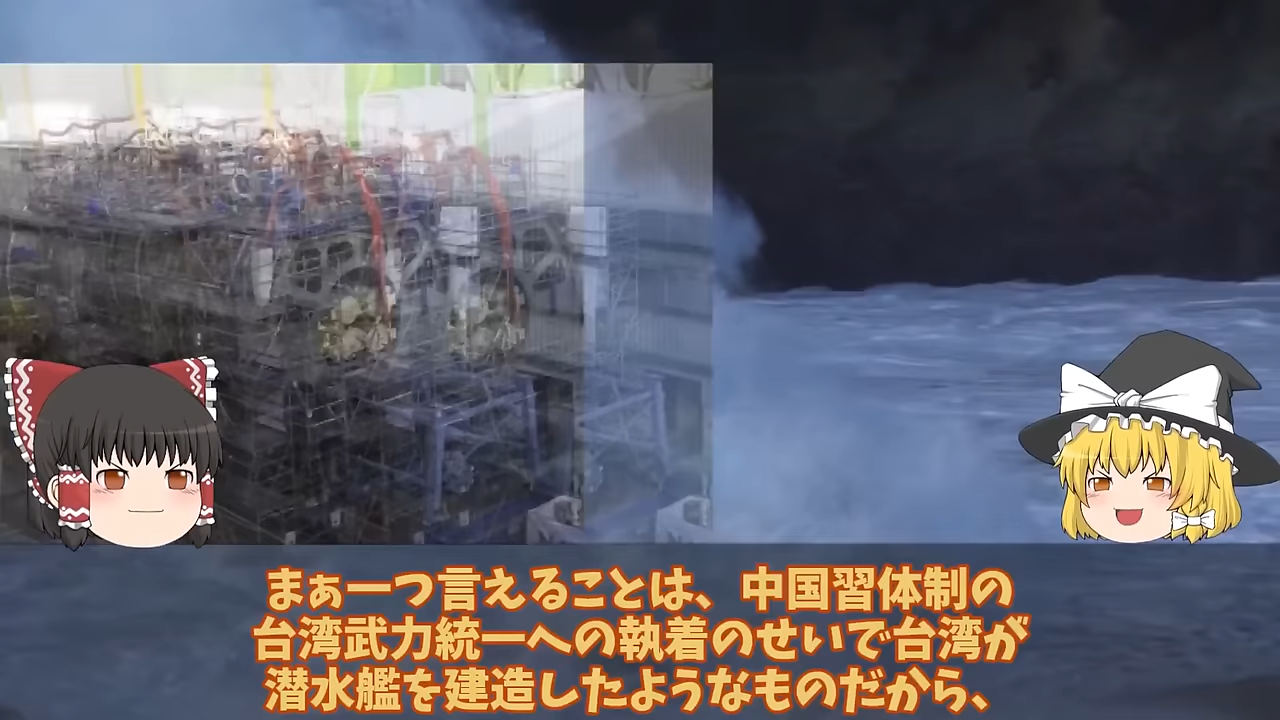 まぁ一つ言えることは、中国習体制の
台湾武力統一への執着のせいで台湾が
潜水艦を建造したようなものだから、